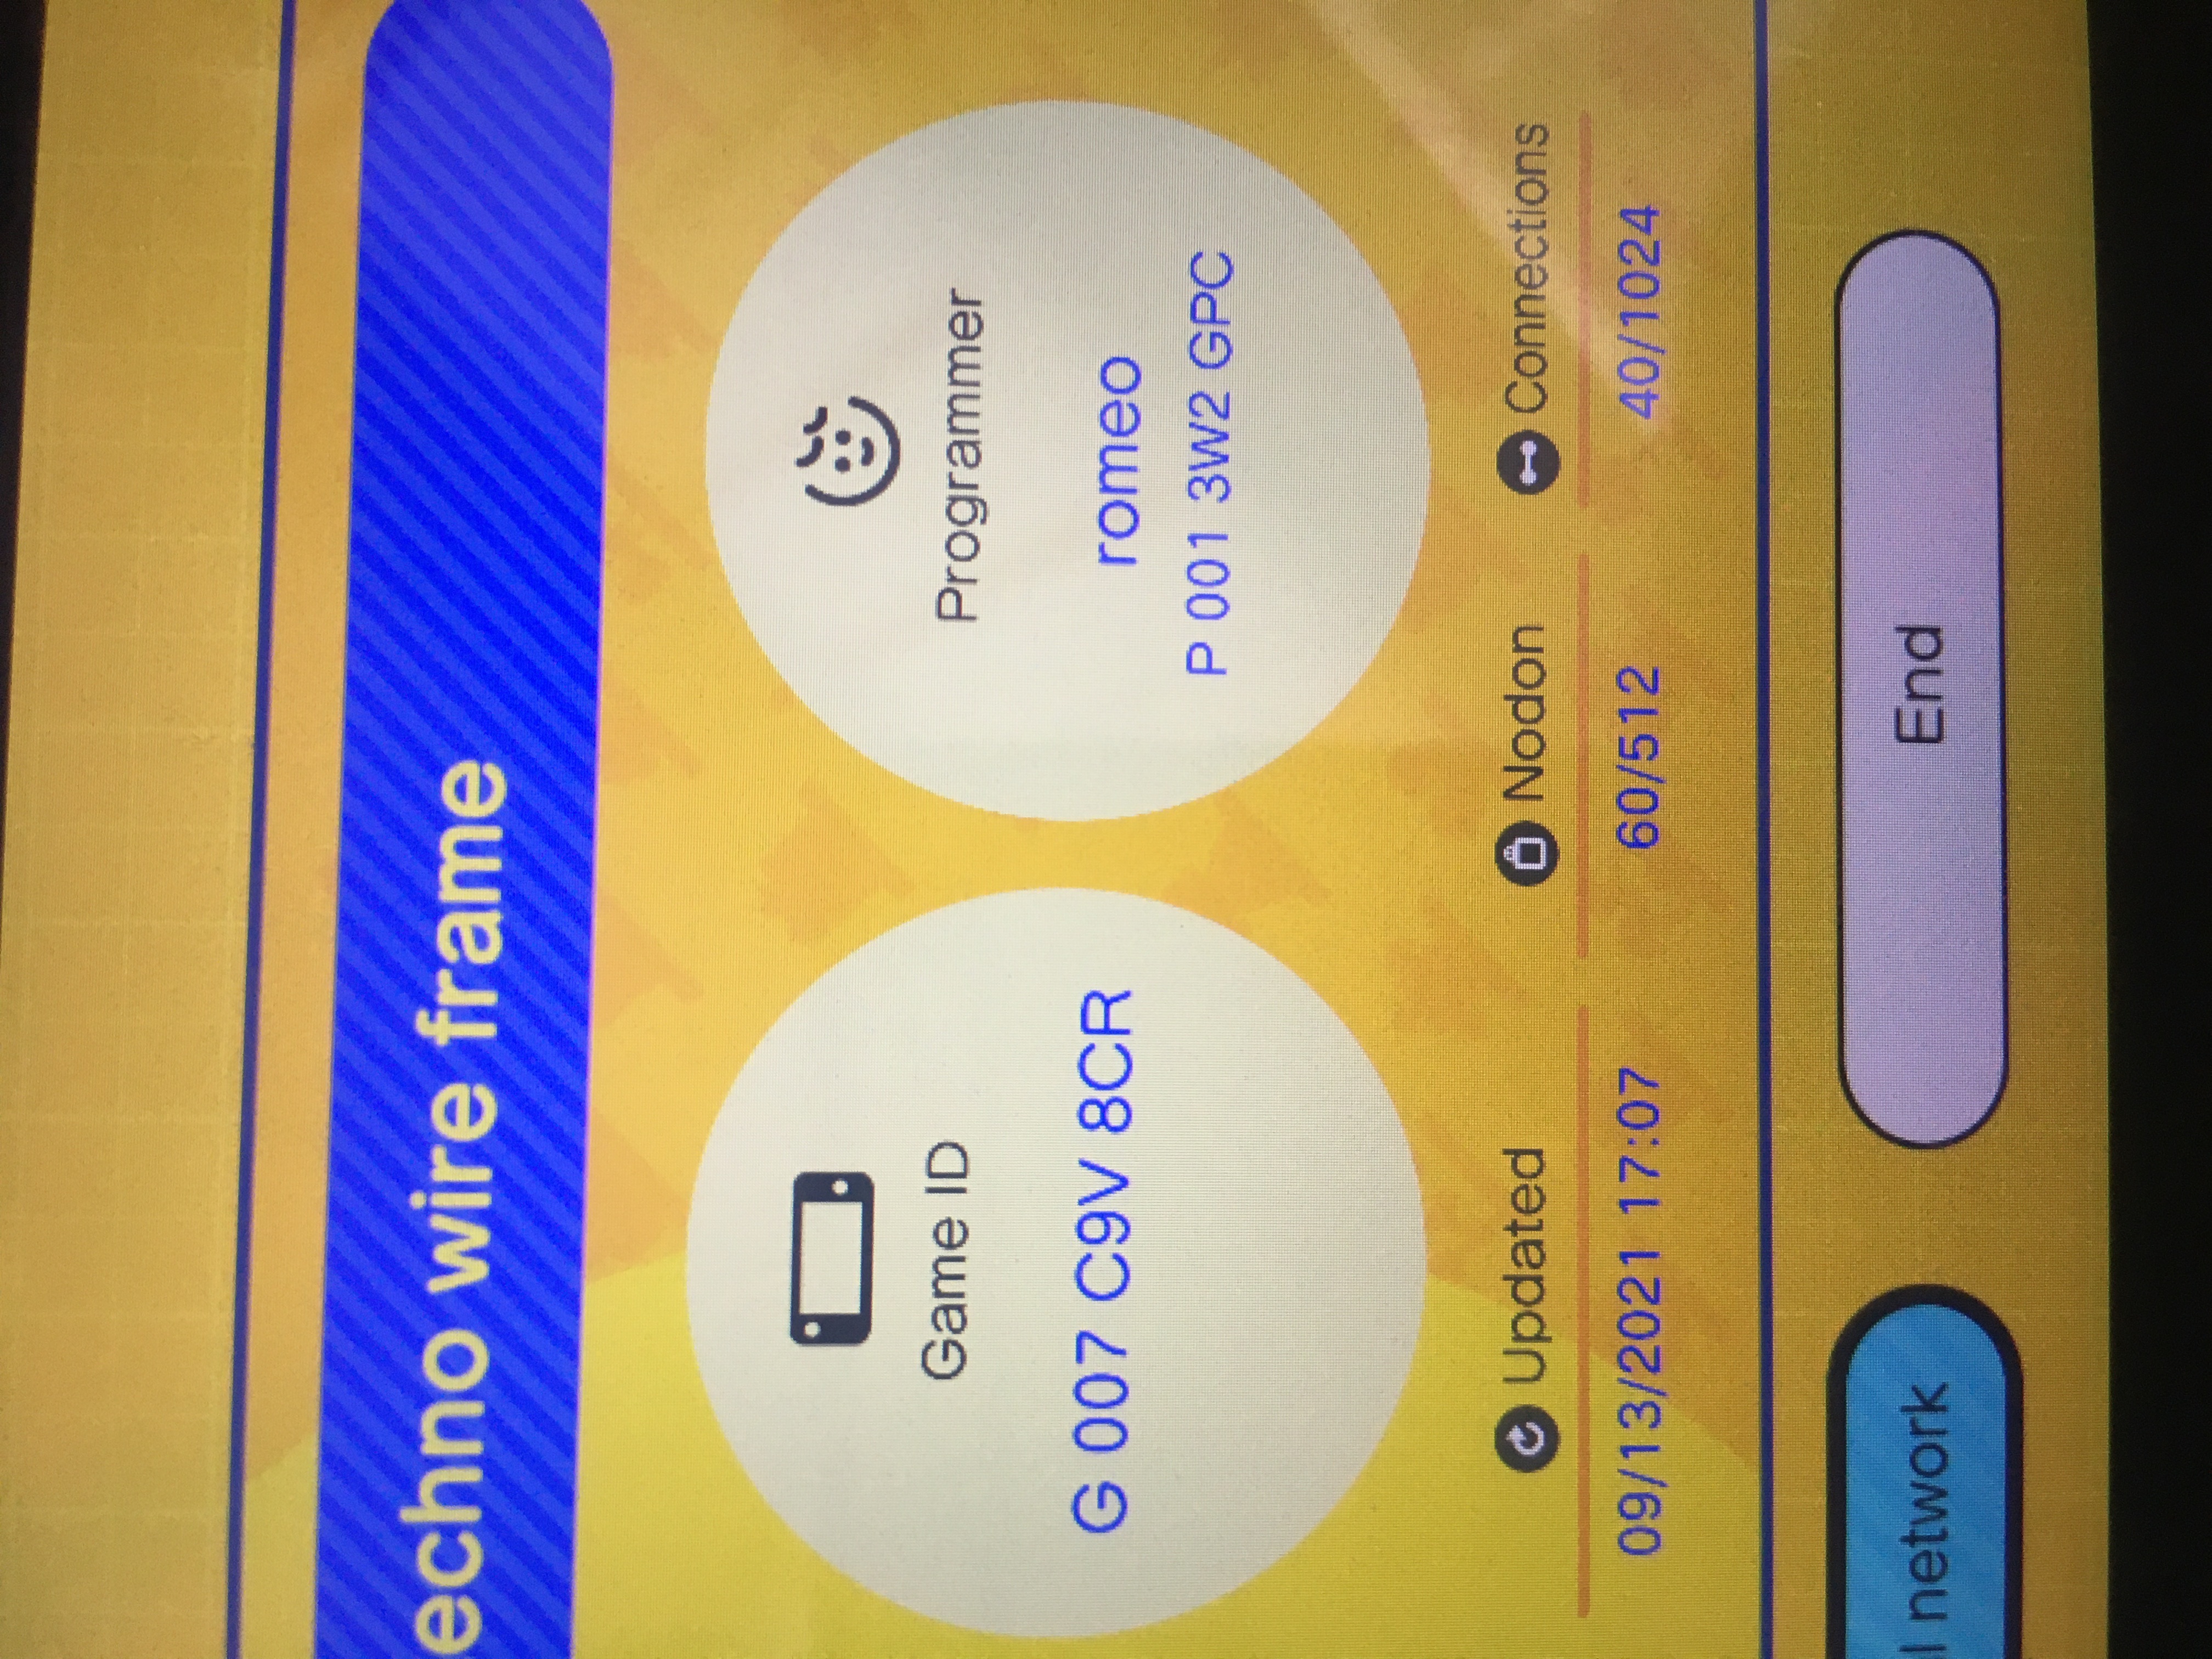 echno wire frame
Game ID
G 007 C9V 8CR
Programmer
romeo
P 001 3W2 GPC
Updated
09/13/2021 17:07
Nodon
60/512
Connections
40/1024
l network
End